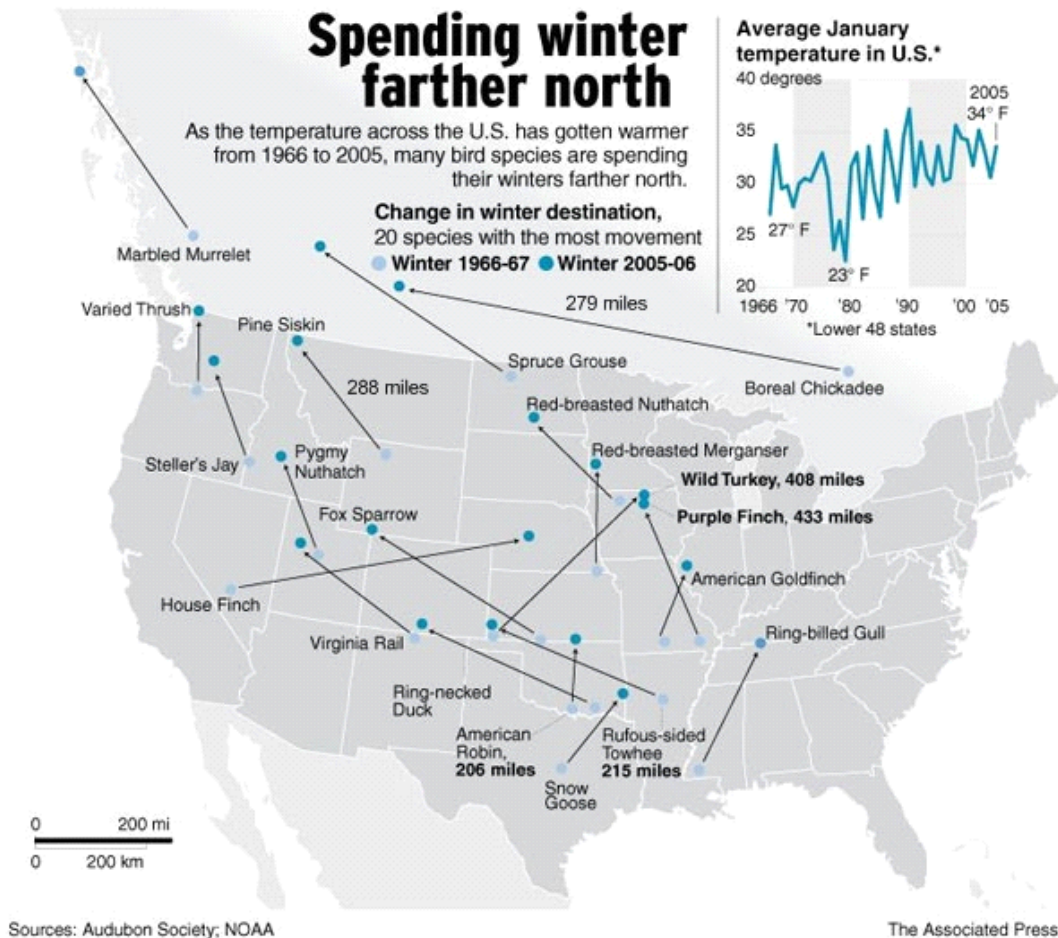 Spending winter
farther north
As the temperature across the U.S. has gotten warmer
from 1966 to 2005, many bird species are spending
their winters farther north.
Change in winter destination,
20 species with the most movement
Winter 1966-67 Winter 2005-06
Average January
temperature in U.S.*
40 degrees
2005
34° F
35
30
27° F
25
23° F
20
1966 '70 '80 '90 '00 '05
*Lower 48 states
Marbled Murrelet
279 miles
Varied Thrush
Pine Siskin
Spruce Grouse
Boreal Chickadee
288 miles
Red-breasted Nuthatch
Red-breasted Merganser
Steller's Jay
Pygmy
Nuthatch
Wild Turkey, 408 miles
Fox Sparrow
Purple Finch, 433 miles
American Goldfinch
House Finch
Ring-billed Gull
Virginia Rail
Ring-necked
Duck
American
Robin,
206 miles
Rufous-sided
Towhee
215 miles
Snow
Goose
0 200 mi
0 200 km
Sources: Audubon Society; NOAA
The Associated Press